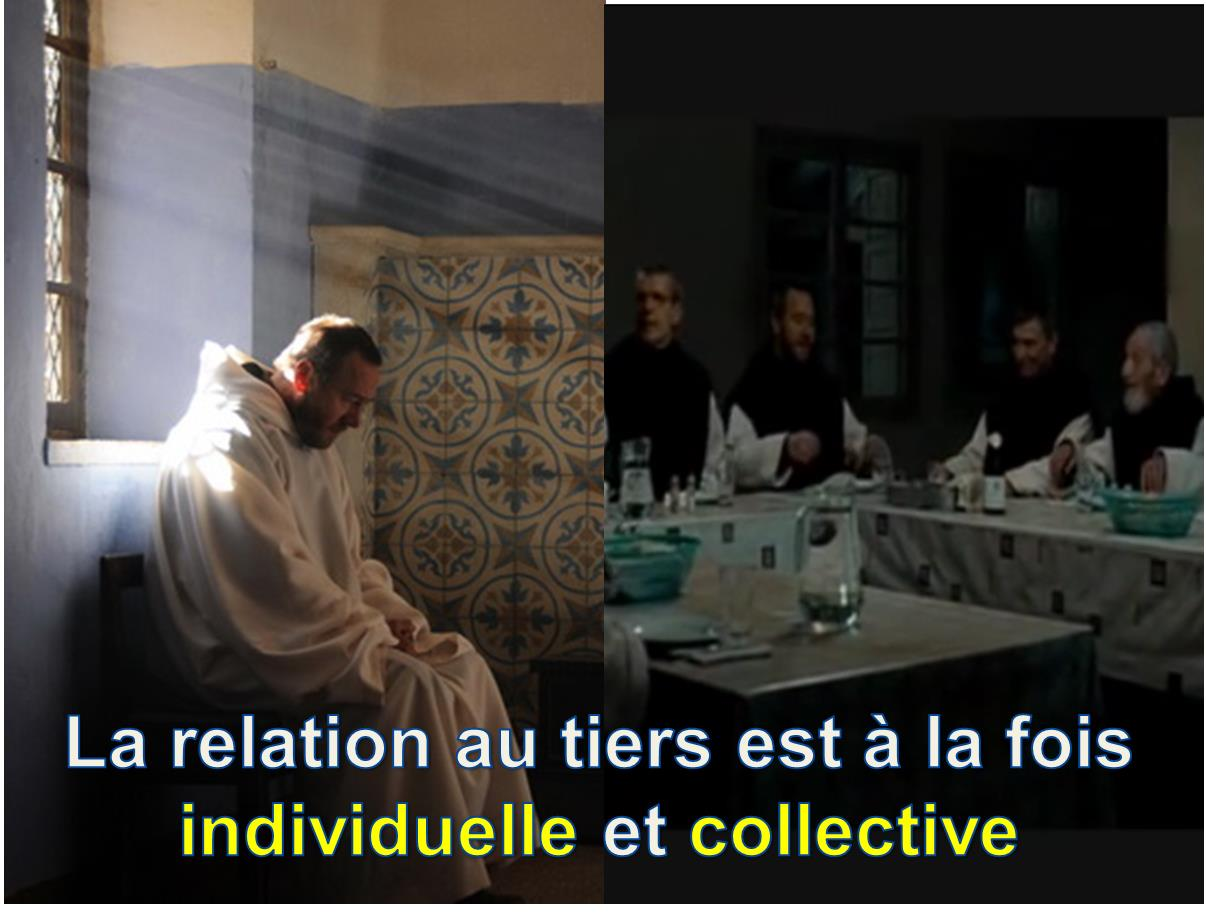 La relation au tiers est à la fois
individuelle et collective